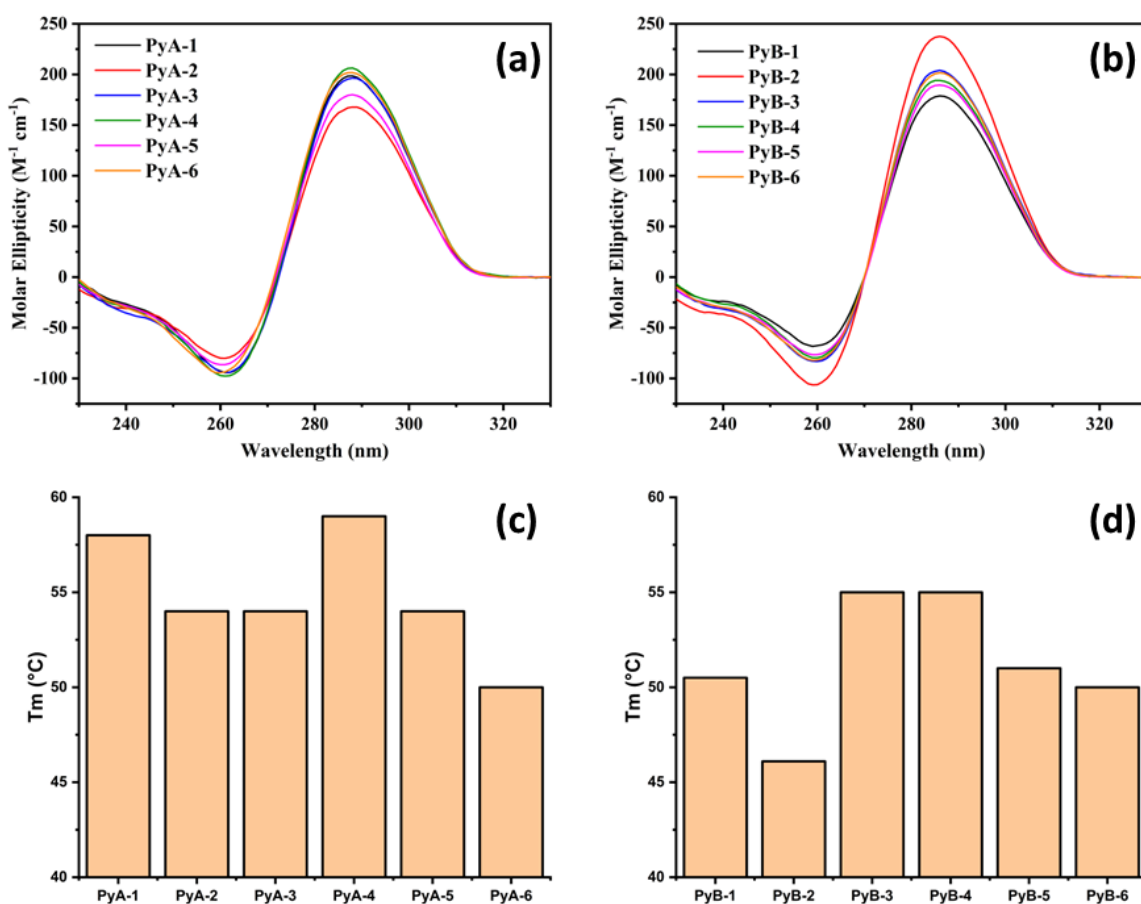 (a)
PyA-1
PyA-2
PyA-3
PyA-4
PyA-5
PyA-6
250
200
150
100
50
0
-50
-100
Molar Ellipticity (M⁻¹ cm⁻¹)
240 260 280 300 320
Wavelength (nm)
(b)
PyB-1
PyB-2
PyB-3
PyB-4
PyB-5
PyB-6
250
200
150
100
50
0
-50
-100
Molar Ellipticity (M⁻¹ cm⁻¹)
240 260 280 300 320
Wavelength (nm)
(c)
60
55
50
45
40
Tm (°C)
PyA-1 PyA-2 PyA-3 PyA-4 PyA-5 PyA-6
(d)
60
55
50
45
40
Tm (°C)
PyB-1 PyB-2 PyB-3 PyB-4 PyB-5 PyB-6